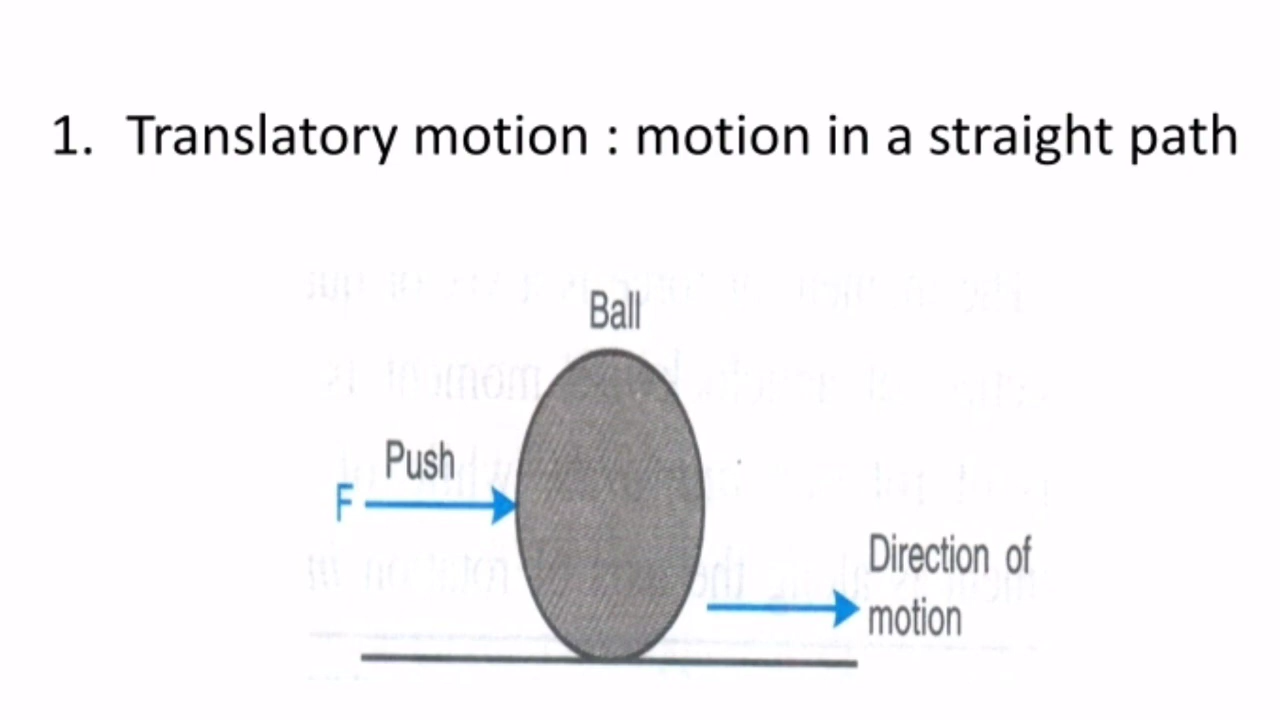 1. Translatory motion : motion in a straight path
Ball
Push
F
Direction of
motion